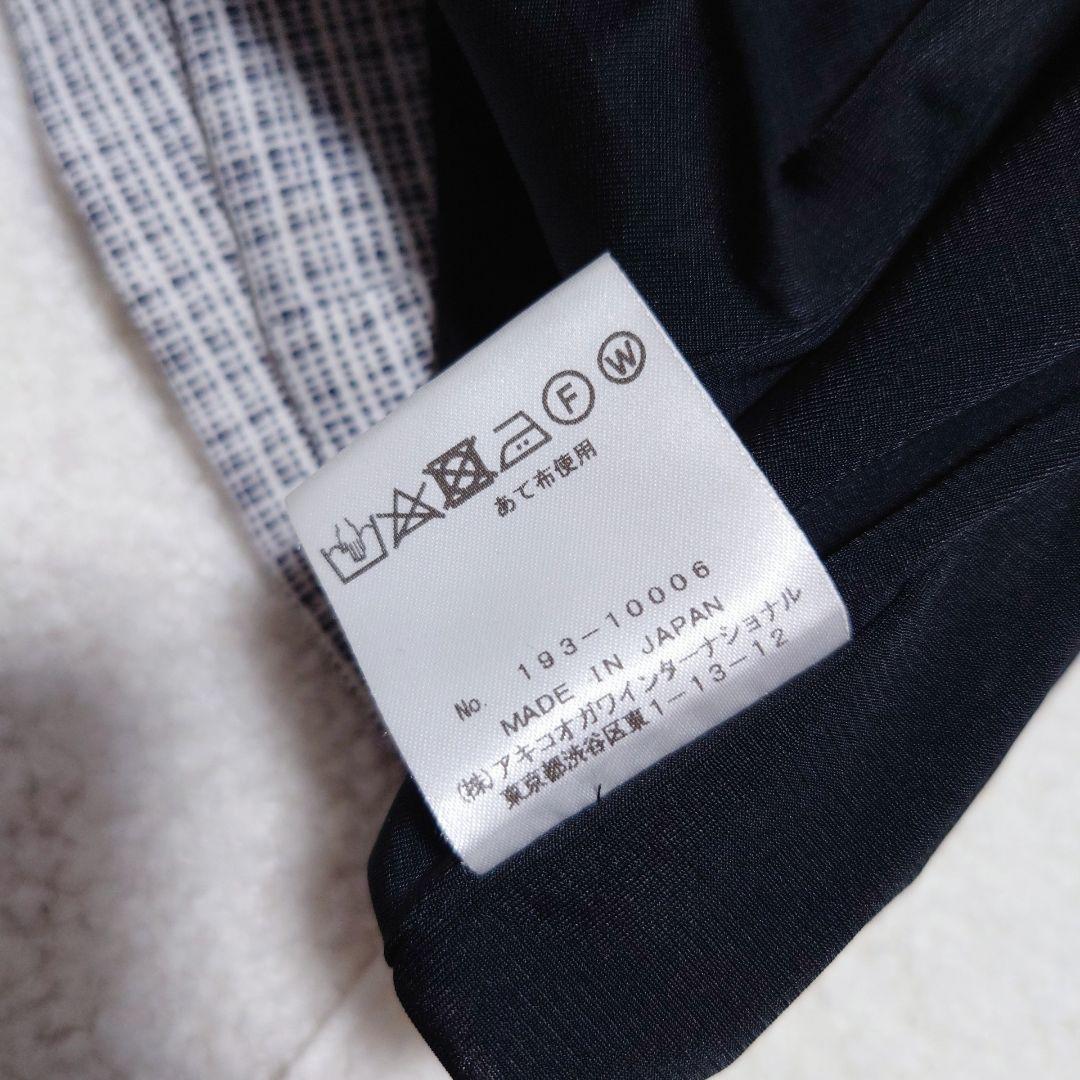 F W
あて布使用
No. 193-10006
MADE IN JAPAN
(株)アキコオガワインターナショナル
東京都渋谷区東1-13-12